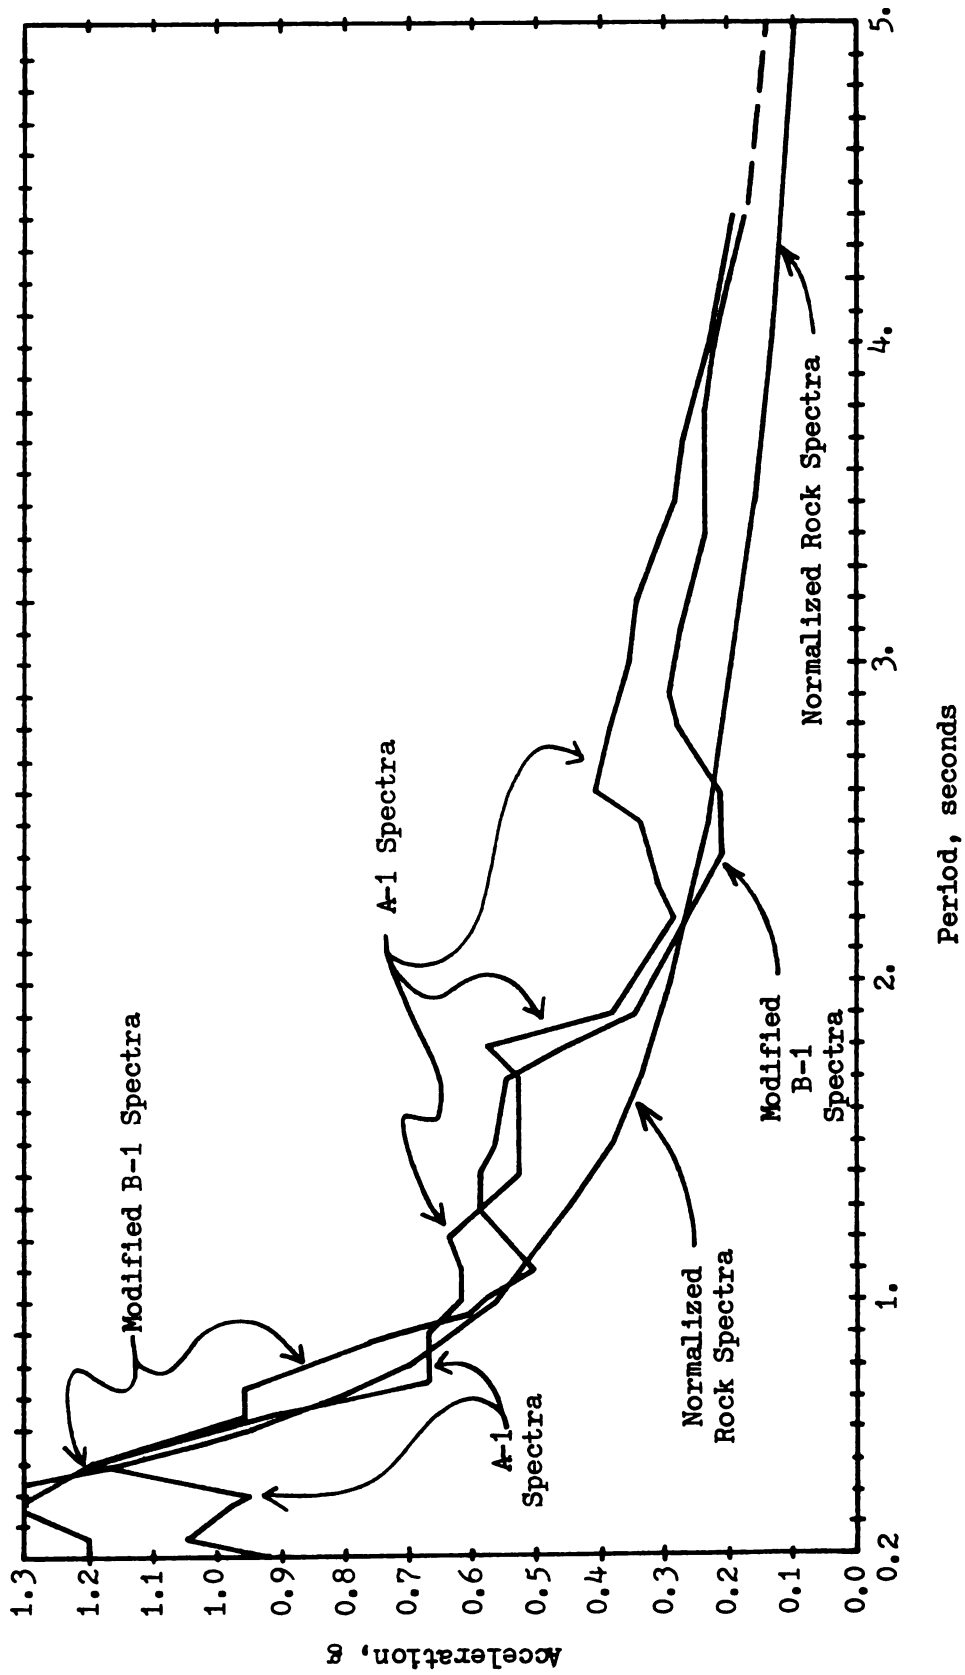 1.3
1.2
1.1
1.0
0.9
0.8
0.7
0.6
0.5
0.4
0.3
0.2
0.1
0.0
Acceleration, g
Modified B-1 Spectra
A-1 Spectra
A-1
Spectra
Normalized
Rock Spectra
Modified
B-1
Spectra
Normalized Rock Spectra
0.2
1.
2.
3.
4.
5.
Period, seconds